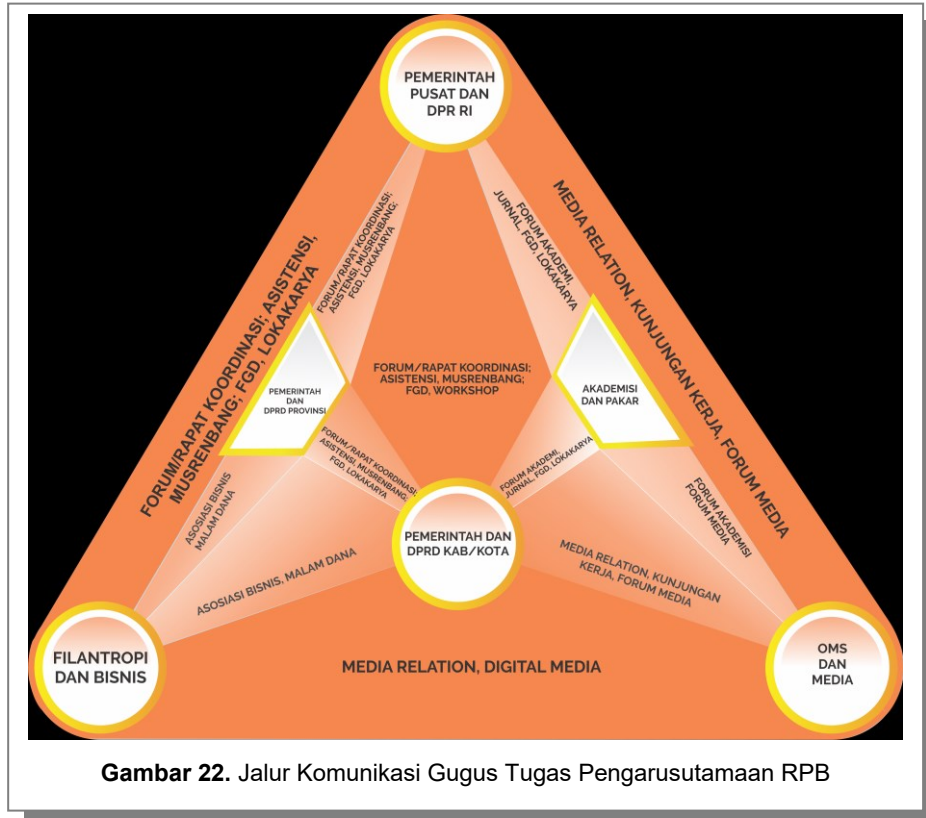 PEMERINTAH
PUSAT DAN
DPR RI
FORUM/RAPAT KOORDINASI; ASISTENSI,
MUSRENBANG; FGD, LOKAKARYA
FORUM/RAPAT KOORDINASI;
ASISTENSI, MUSRENBANG;
FGD, LOKAKARYA
FORUM AKADEMI,
JURNAL, FGD, LOKAKARYA
MEDIA RELATION, KUNJUNGAN KERJA, FORUM MEDIA
FORUM/RAPAT KOORDINASI;
ASISTENSI, MUSRENBANG;
FGD, WORKSHOP
PEMERINTAH
DAN
DPRD PROVINSI
AKADEMISI
DAN PAKAR
FORUM/RAPAT KOORDINASI;
ASISTENSI, MUSRENBANG;
FGD, LOKAKARYA
FORUM AKADEMI,
JURNAL, FGD, LOKAKARYA
ASOSIASI BISNIS
MALAM DANA
FORUM AKADEMISI
FORUM MEDIA
PEMERINTAH DAN
DPRD KAB/KOTA
ASOSIASI BISNIS, MALAM DANA
MEDIA RELATION, KUNJUNGAN
KERJA, FORUM MEDIA
FILANTROPI
DAN BISNIS
MEDIA RELATION, DIGITAL MEDIA
OMS
DAN
MEDIA
Gambar 22. Jalur Komunikasi Gugus Tugas Pengarusutamaan RPB